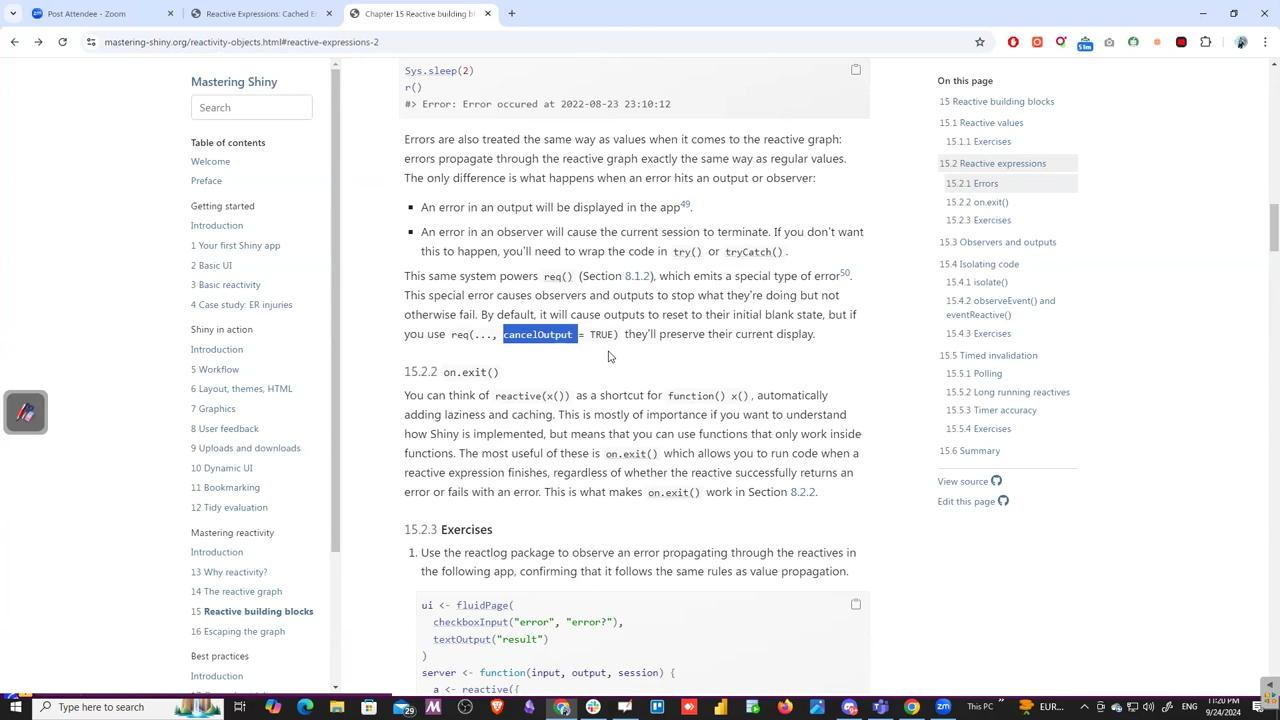 Post Attendee - Zoom
Reactive Expressions: Cached E
Chapter 15 Reactive building bl
mastering-shiny.org/reactivity-objects.html#reactive-expressions-2
51m
Mastering Shiny
Search
Table of contents
Welcome
Preface
Getting started
Introduction
1 Your first Shiny app
2 Basic UI
3 Basic reactivity
4 Case study: ER injuries
Shiny in action
Introduction
5 Workflow
6 Layout, themes, HTML
7 Graphics
8 User feedback
9 Uploads and downloads
10 Dynamic UI
11 Bookmarking
12 Tidy evaluation
Mastering reactivity
Introduction
13 Why reactivity?
14 The reactive graph
15 Reactive building blocks
16 Escaping the graph
Best practices
Introduction
Sys.sleep(2)
r()
#> Error: Error occured at 2022-08-23 23:10:12
Errors are also treated the same way as values when it comes to the reactive graph:
errors propagate through the reactive graph exactly the same way as regular values.
The only difference is what happens when an error hits an output or observer:
▪ An error in an output will be displayed in the app49.
▪ An error in an observer will cause the current session to terminate. If you don't want
this to happen, you'll need to wrap the code in try() or tryCatch().
This same system powers req() (Section 8.1.2), which emits a special type of error50.
This special error causes observers and outputs to stop what they're doing but not
otherwise fail. By default, it will cause outputs to reset to their initial blank state, but if
you use req(..., cancelOutput = TRUE) they'll preserve their current display.
15.2.2 on.exit()
You can think of reactive(x()) as a shortcut for function() x(), automatically
adding laziness and caching. This is mostly of importance if you want to understand
how Shiny is implemented, but means that you can use functions that only work inside
functions. The most useful of these is on.exit() which allows you to run code when a
reactive expression finishes, regardless of whether the reactive successfully returns an
error or fails with an error. This is what makes on.exit() work in Section 8.2.2.
15.2.3 Exercises
1. Use the reactlog package to observe an error propagating through the reactives in
the following app, confirming that it follows the same rules as value propagation.
ui <- fluidPage(
checkboxInput("error", "error?"),
textOutput("result")
)
server <- function(input, output, session) {
a <- reactive({
On this page
15 Reactive building blocks
15.1 Reactive values
15.1.1 Exercises
15.2 Reactive expressions
15.2.1 Errors
15.2.2 on.exit()
15.2.3 Exercises
15.3 Observers and outputs
15.4 Isolating code
15.4.1 isolate()
15.4.2 observeEvent() and
eventReactive()
15.4.3 Exercises
15.5 Timed invalidation
15.5.1 Polling
15.5.2 Long running reactives
15.5.3 Timer accuracy
15.5.4 Exercises
15.6 Summary
View source
Edit this page
Type here to search
29
This PC
EUR...
11:20 PM
9/24/2024